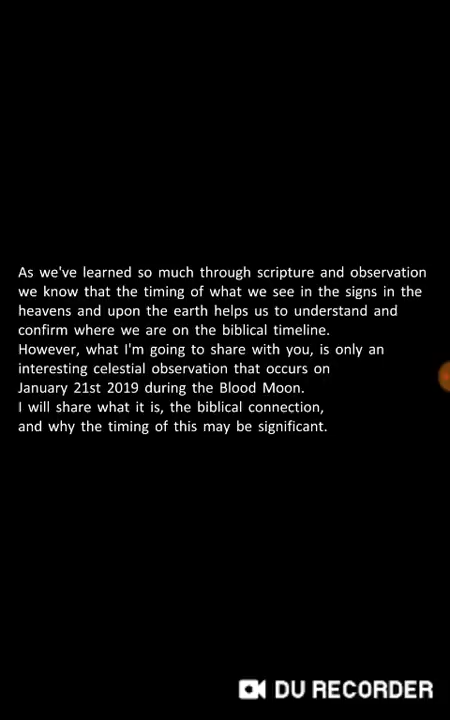 As we've learned so much through scripture and observation
we know that the timing of what we see in the signs in the
heavens and upon the earth helps us to understand and
confirm where we are on the biblical timeline.
However, what I'm going to share with you, is only an
interesting celestial observation that occurs on
January 21st 2019 during the Blood Moon.
I will share what it is, the biblical connection,
and why the timing of this may be significant.
DU RECORDER